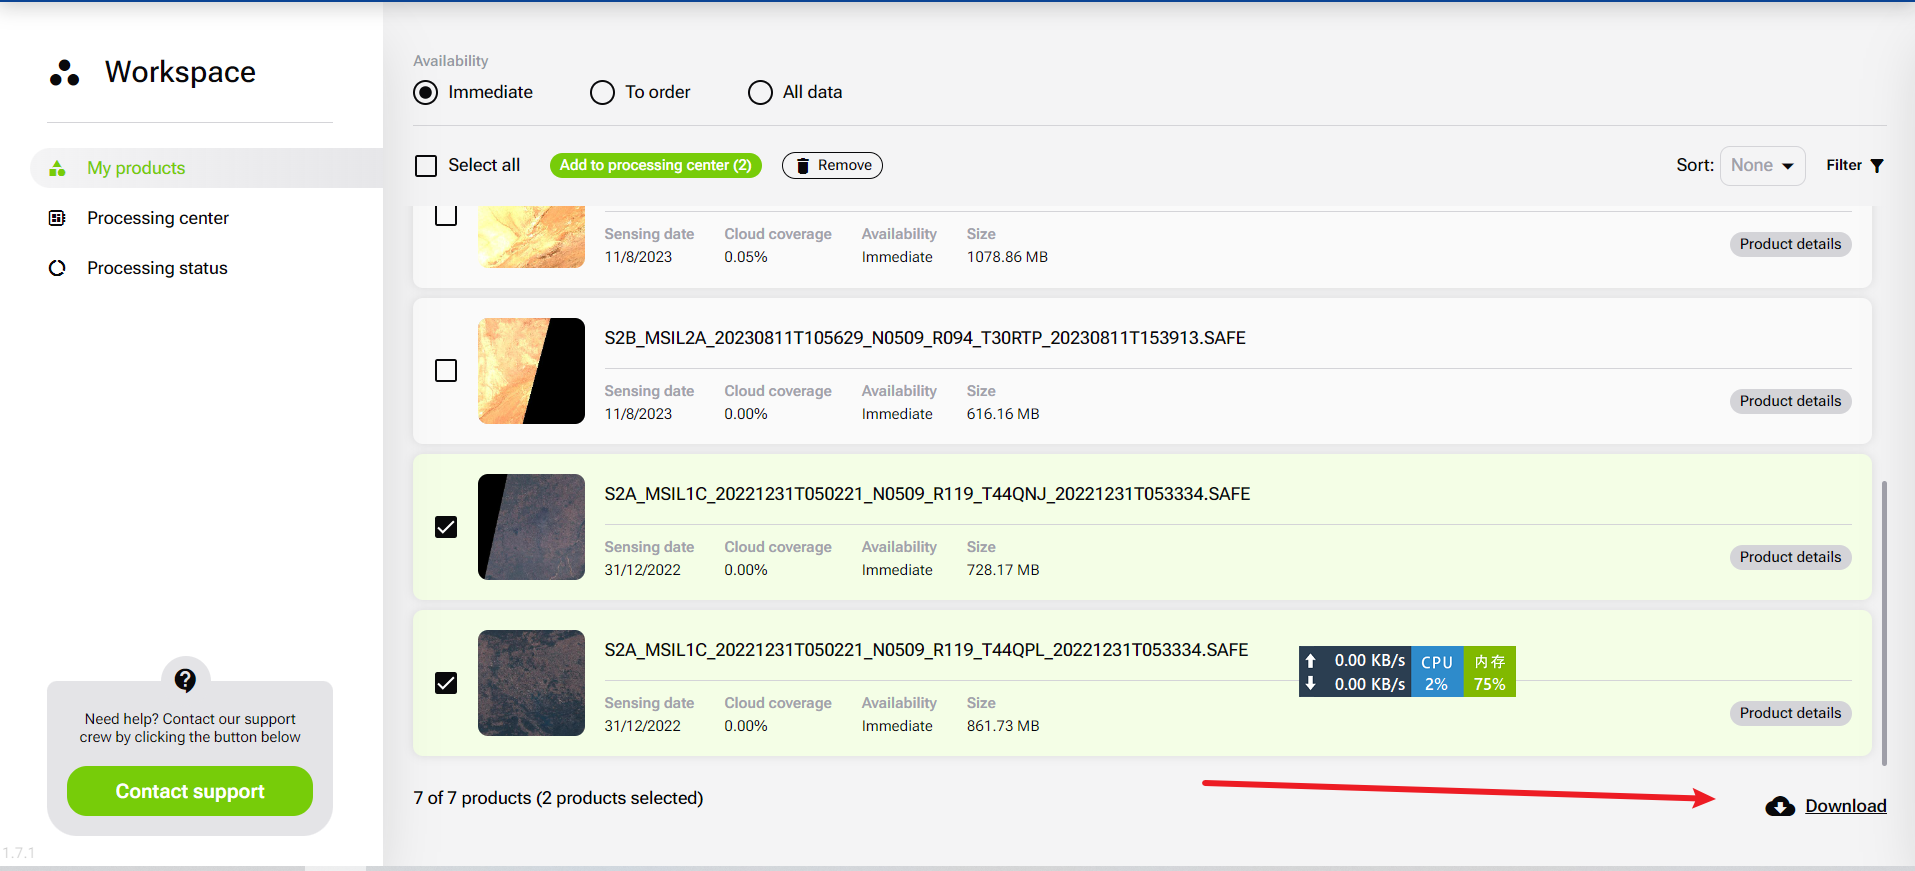 Workspace
My products
Processing center
Processing status
Need help? Contact our support
crew by clicking the button below
Contact support
1.7.1
Availability
Immediate To order All data
Select all Add to processing center (2) Remove Sort: None Filter
Sensing date Cloud coverage Availability Size
11/8/2023 0.05% Immediate 1078.86 MB
Product details
S2B_MSIL2A_20230811T105629_N0509_R094_T30RTP_20230811T153913.SAFE
Sensing date Cloud coverage Availability Size
11/8/2023 0.00% Immediate 616.16 MB
Product details
S2A_MSIL1C_20221231T050221_N0509_R119_T44QNJ_20221231T053334.SAFE
Sensing date Cloud coverage Availability Size
31/12/2022 0.00% Immediate 728.17 MB
Product details
S2A_MSIL1C_20221231T050221_N0509_R119_T44QPL_20221231T053334.SAFE
0.00 KB/s CPU 内存
0.00 KB/s 2% 75%
Sensing date Cloud coverage Availability Size
31/12/2022 0.00% Immediate 861.73 MB
Product details
7 of 7 products (2 products selected)
Download